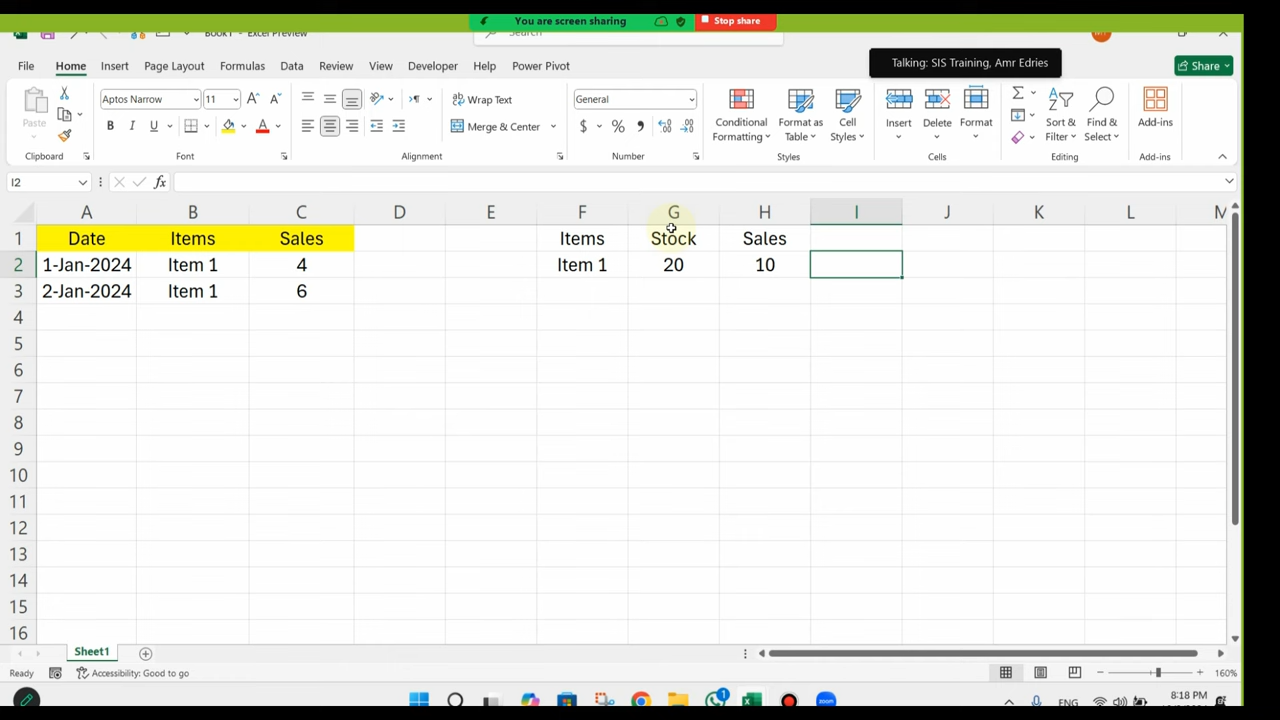 You are screen sharing
Stop share
Book1 - Excel Preview
Search
MT
Talking: SIS Training, Amr Edries
File Home Insert Page Layout Formulas Data Review View Developer Help Power Pivot
Share
Paste
Clipboard
Aptos Narrow 11
B I U
Font
Wrap Text
Merge & Center
Alignment
General
$ % 9
Number
Conditional Formatting
Format as Table
Cell Styles
Styles
Insert Delete Format
Cells
Sort & Filter
Find & Select
Editing
Add-ins
Add-ins
I2
fx
A B C D E F G H I J K L M
1 Date Items Sales Items Stock Sales
2 1-Jan-2024 Item 1 4 Item 1 20 10
3 2-Jan-2024 Item 1 6
4
5
6
7
8
9
10
11
12
13
14
15
16
Sheet1
Ready
Accessibility: Good to go
160%
1
zoom
ENG
8:18 PM